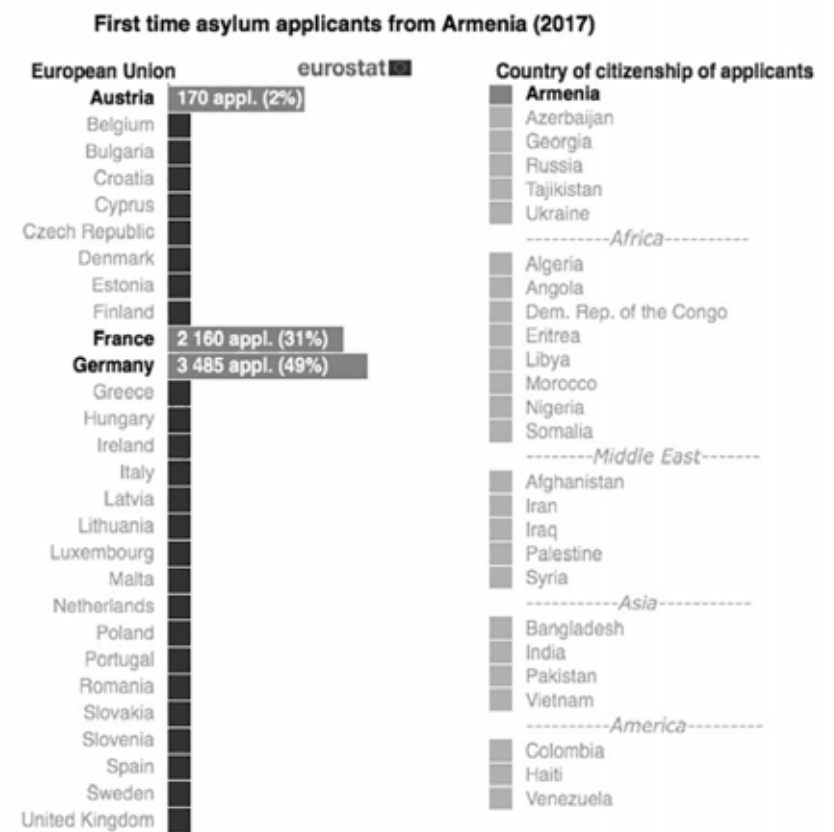 First time asylum applicants from Armenia (2017)
European Union
eurostat
Austria 170 appl. (2%)
Belgium
Bulgaria
Croatia
Cyprus
Czech Republic
Denmark
Estonia
Finland
France 2 160 appl. (31%)
Germany 3 485 appl. (49%)
Greece
Hungary
Ireland
Italy
Latvia
Lithuania
Luxembourg
Malta
Netherlands
Poland
Portugal
Romania
Slovakia
Slovenia
Spain
Sweden
United Kingdom
Country of citizenship of applicants
Armenia
Azerbaijan
Georgia
Russia
Tajikistan
Ukraine
----------Africa----------
Algeria
Angola
Dem. Rep. of the Congo
Eritrea
Libya
Morocco
Nigeria
Somalia
--------Middle East-------
Afghanistan
Iran
Iraq
Palestine
Syria
-----------Asia-----------
Bangladesh
India
Pakistan
Vietnam
----------America---------
Colombia
Haiti
Venezuela